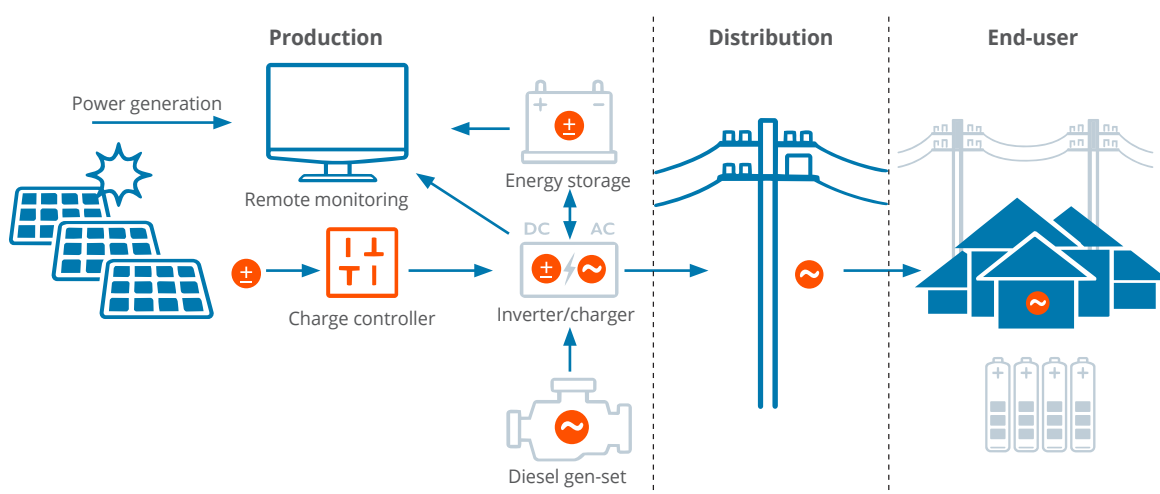 Production
Distribution
End-user
Power generation
Remote monitoring
Energy storage
DC
AC
Charge controller
Inverter/charger
Diesel gen-set